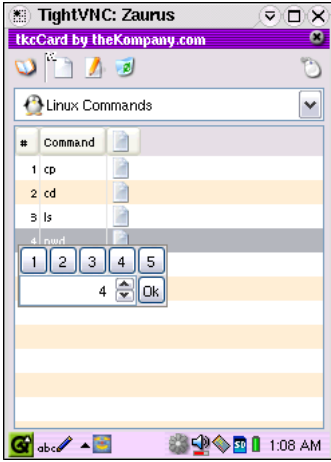 TightVNC: Zaurus
tkcCard by theKompany.com
Linux Commands
# Command
1 cp
2 cd
3 ls
4 pwd
1 2 3 4 5
4 Ok
abc SD 1:08 AM